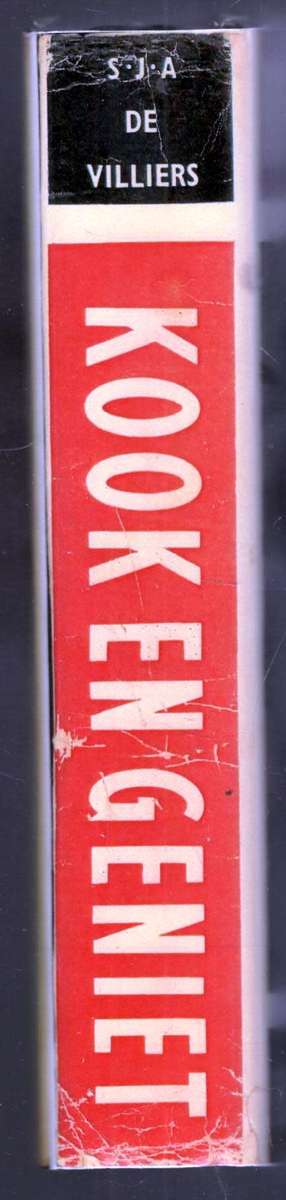 S·J·A
DE
VILLIERS
KOOK EN GENIET